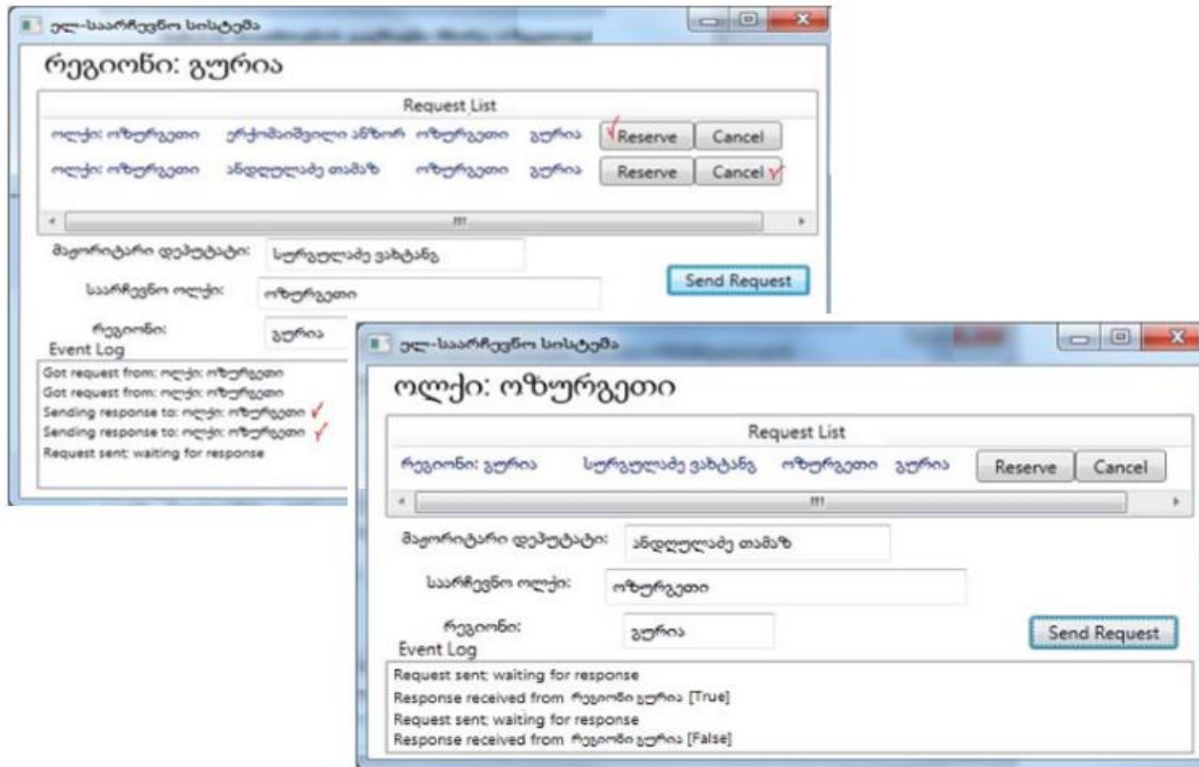 ელ-საარჩევნო სისტემა
რეგიონი: გურია
Request List
ოლქი: ოზურგეთი ერქომაიშვილი ანზორ ოზურგეთი გურია Reserve Cancel
ოლქი: ოზურგეთი ანდღულაძე თამაზ ოზურგეთი გურია Reserve Cancel
მაჟორიტარი დეპუტატი: სურგულაძე ვახტანგ
Send Request
საარჩევნო ოლქი: ოზურგეთი
რეგიონი: გურია
Event Log
Got request from: ოლქი: ოზურგეთი
Got request from: ოლქი: ოზურგეთი
Sending response to: ოლქი: ოზურგეთი
Sending response to: ოლქი: ოზურგეთი
Request sent; waiting for response
ელ-საარჩევნო სისტემა
ოლქი: ოზურგეთი
Request List
რეგიონი: გურია სურგულაძე ვახტანგ ოზურგეთი გურია Reserve Cancel
მაჟორიტარი დეპუტატი: ანდღულაძე თამაზ
საარჩევნო ოლქი: ოზურგეთი
რეგიონი: გურია
Send Request
Event Log
Request sent; waiting for response
Response received from რეგიონი გურია [True]
Request sent; waiting for response
Response received from რეგიონი გურია [False]